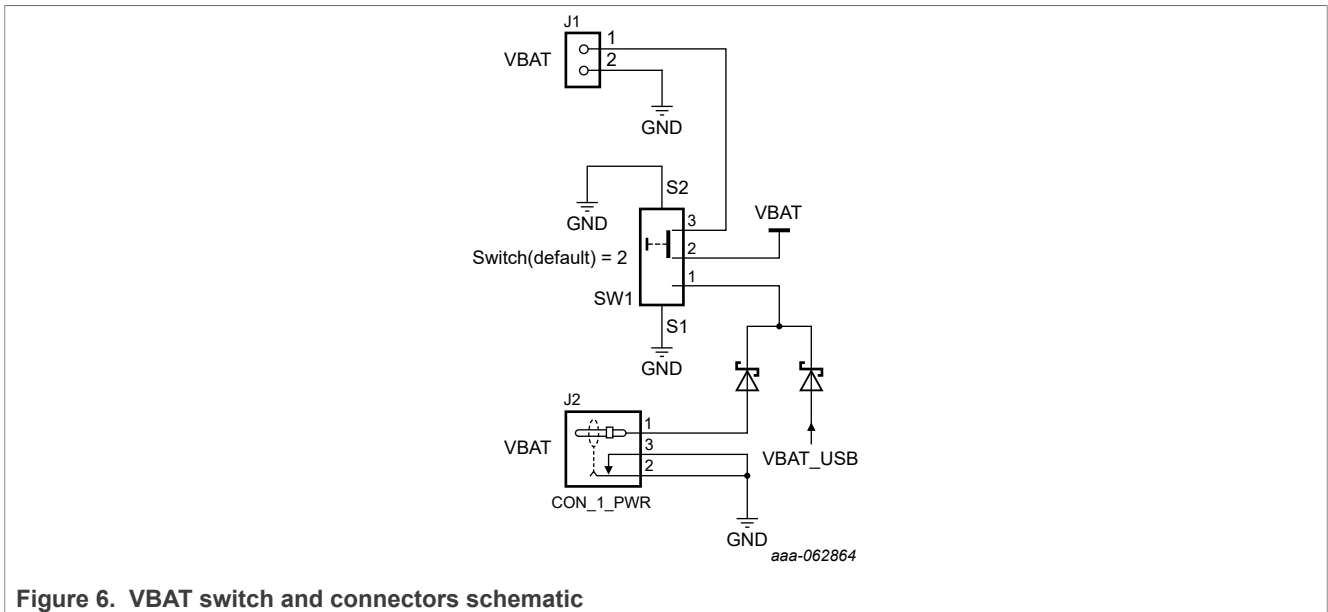 J1
1
VBAT
2
GND
S2
GND
VBAT
3
2
Switch(default) = 2
1
SW1
S1
GND
J2
1
VBAT
3
VBAT_USB
2
CON_1_PWR
GND
aaa-062864
Figure 6. VBAT switch and connectors schematic